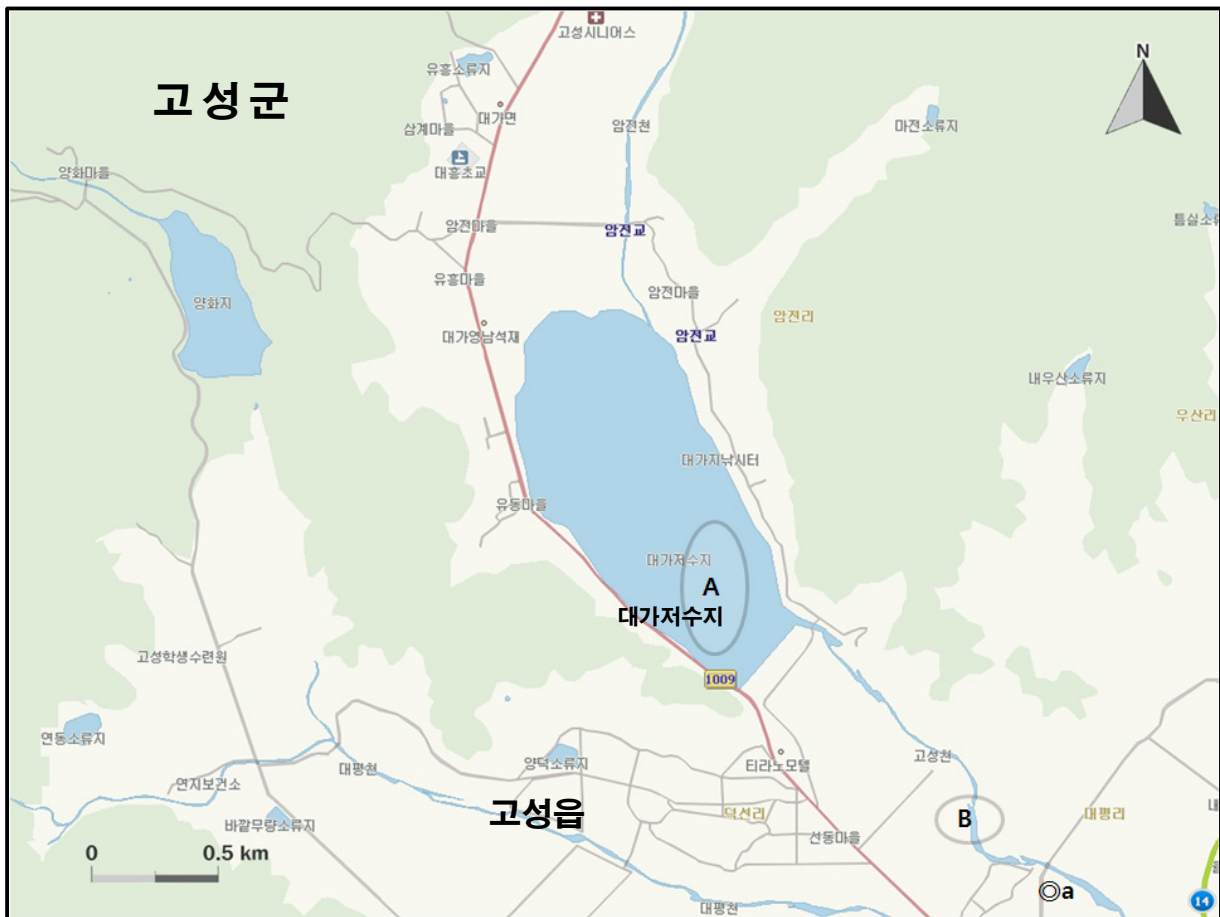 고성시니어스
N
유흥소류지
고성군
대가면
삼계마을
암전천
마전소류지
대흥초교
양화마을
틈실소류
암전마을
암전교
유흥마을
암전마을
양화지
암전리
대가영남석재
암전교
내우산소류지
우산리
대가지낚시터
유동마을
대가저수지
A
대가저수지
고성학생수련원
1009
연동소류지
대평천
양덕소류지
티라노모텔
고성천
연지보건소
고성읍
덕선리
B
대평리
내
바깥무량소류지
선동마을
0
0.5 km
◎a
14
대평천